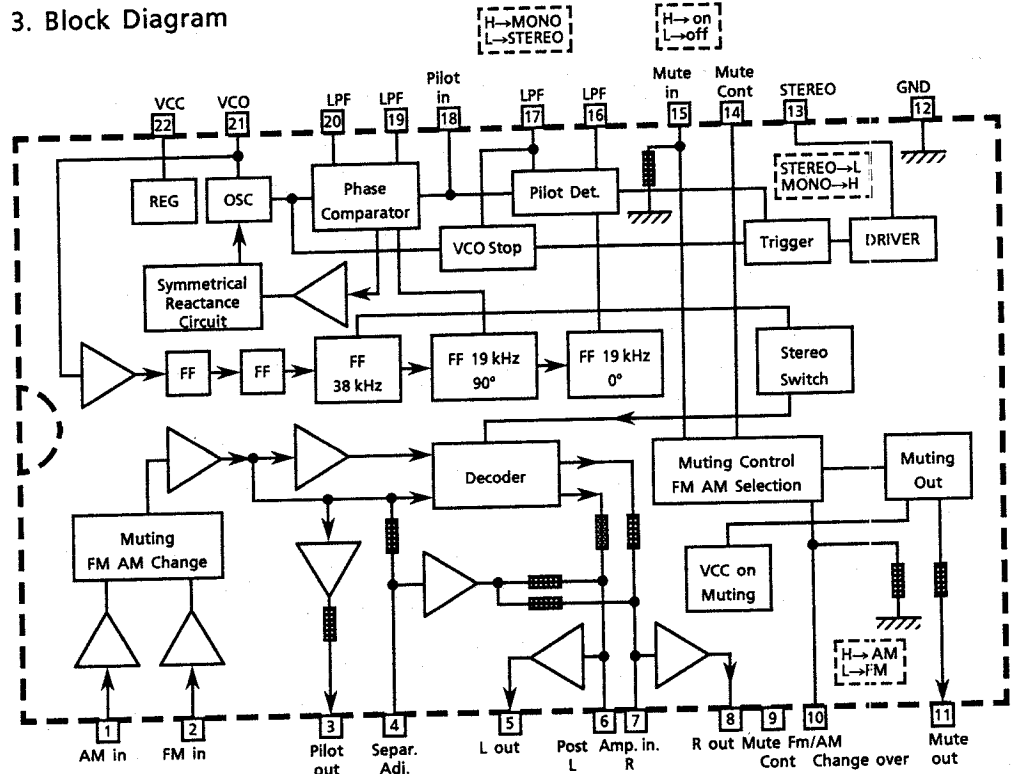 3. Block Diagram
H→MONO
L→STEREO
H→on
L→off
VCC
22
VCO
21
LPF
20
LPF
19
Pilot
in
18
LPF
17
LPF
16
Mute
in
15
Mute
Cont
14
STEREO
13
GND
12
STEREO→L
MONO→H
REG
OSC
Phase
Comparator
Pilot Det.
VCO Stop
Trigger
DRIVER
Symmetrical
Reactance
Circuit
FF
FF
FF
38 kHz
FF 19 kHz
90°
FF 19 kHz
0°
Stereo
Switch
Decoder
Muting Control
FM AM Selection
Muting
Out
Muting
FM AM Change
VCC on
Muting
H→AM
L→FM
1
AM in
2
FM in
3
Pilot
out
4
Separ.
Adj.
5
L out
6
7
Post Amp. in.
L R
8
R out
9
Mute
Cont
10
Fm/AM
Change over
11
Mute
out